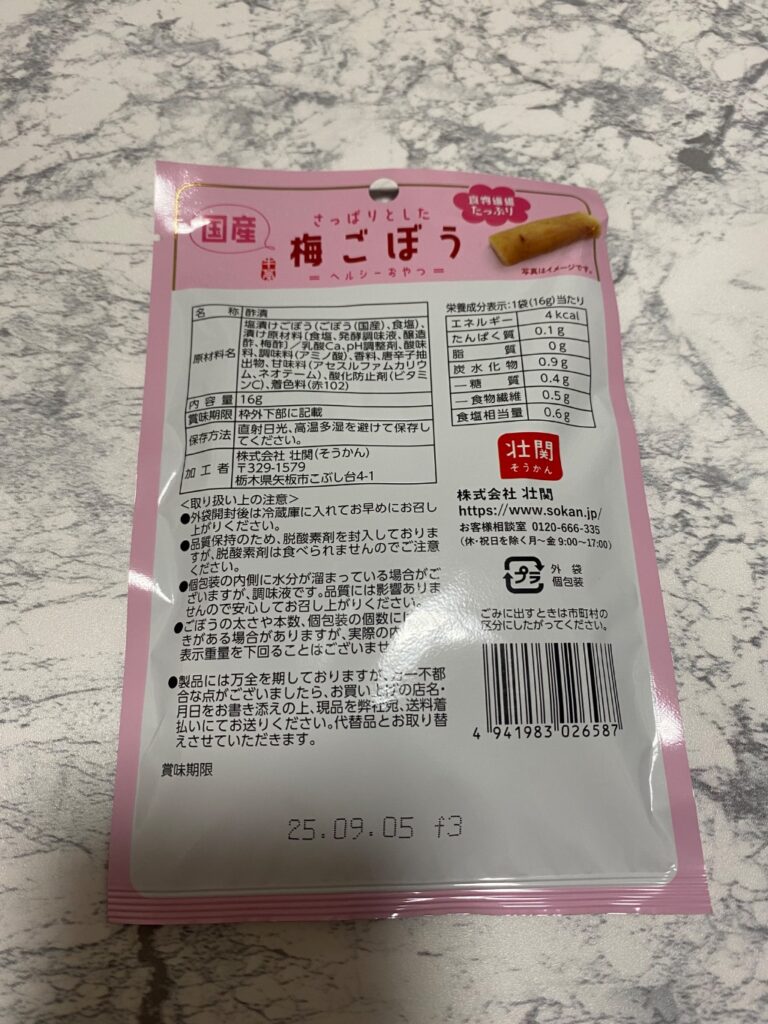 国産
さっぱりとした
梅ごぼう
牛蒡
ヘルシーおやつ
食物繊維
たっぷり
写真はイメージです。
名称 酢漬
原材料名 塩漬けごぼう(ごぼう(国産)、食塩)、
漬け原材料〔食塩、発酵調味液、醸造
酢、梅酢〕/乳酸Ca、pH調整剤、酸味
料、調味料(アミノ酸)、香料、唐辛子抽
出物、甘味料(アセスルファムカリウ
ム、ネオテーム)、酸化防止剤(ビタミ
ンC)、着色料(赤102)
内容量 16g
賞味期限 枠外下部に記載
保存方法 直射日光、高温多湿を避けて保存し
てください。
加工者 株式会社 壮関(そうかん)
〒329-1579
栃木県矢板市こぶし台4-1
<取り扱い上の注意>
●外袋開封後は冷蔵庫に入れてお早めにお召し
上がりください。
●品質保持のため、脱酸素剤を封入しておりま
すが、脱酸素剤は食べられませんのでご注意
ください。
●個包装の内側に水分が溜まっている場合がご
ざいますが、調味液です。品質には影響ありま
せんので安心してお召し上がりください。
●ごぼうの太さや本数、個包装の個数に
きがある場合がありますが、実際の内
表示重量を下回ることはございませ
●製品には万全を期しておりますが、万一不都
合な点がございましたら、お買い上げの店名・
月日をお書き添えの上、現品を弊社宛、送料着
払いにてお送りください。代替品とお取り替
えさせていただきます。
賞味期限
25.09.05 f3
栄養成分表示:1袋(16g)当たり
エネルギー 4kcal
たんぱく質 0.1g
脂質 0g
炭水化物 0.9g
―糖質 0.4g
―食物繊維 0.5g
食塩相当量 0.6g
壮関
そうかん
株式会社 壮関
https://www.sokan.jp/
お客様相談室 0120-666-335
(休・祝日を除く月〜金 9:00〜17:00)
プラ
外袋
個包装
ごみに出すときは市町村の
区分にしたがってください。
4 941983 026587